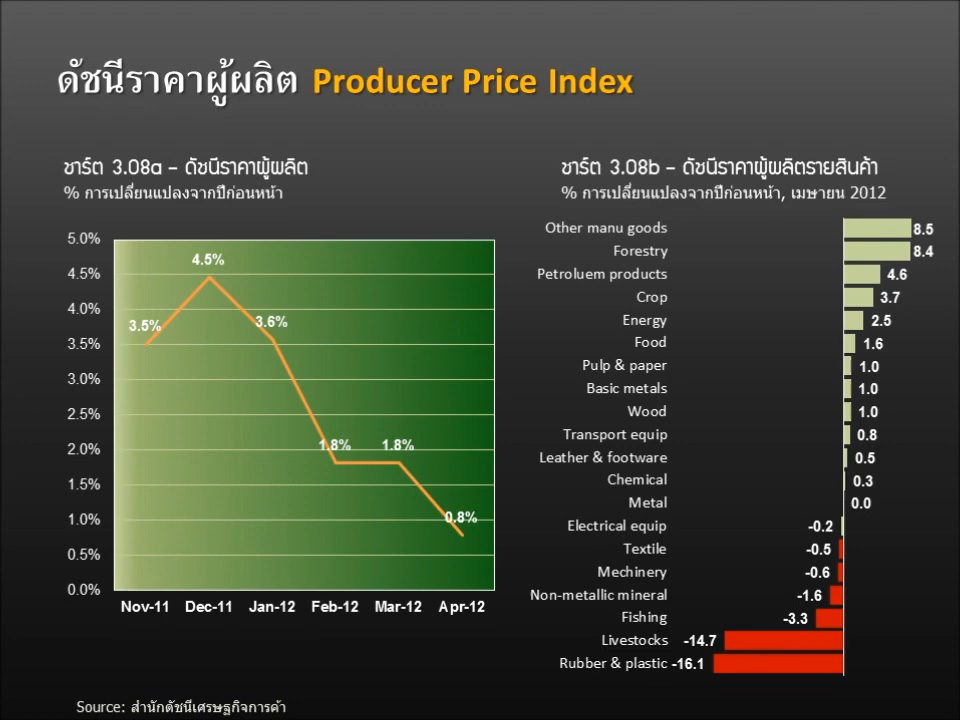 ดัชนีราคาผู้ผลิต Producer Price Index
ชาร์ต 3.08a – ดัชนีราคาผู้ผลิต
% การเปลี่ยนแปลงจากปีก่อนหน้า
5.0%
4.5%
4.0%
3.5%
3.0%
2.5%
2.0%
1.5%
1.0%
0.5%
0.0%
3.5%
4.5%
3.6%
1.8%
1.8%
0.8%
Nov-11 Dec-11 Jan-12 Feb-12 Mar-12 Apr-12
ชาร์ต 3.08b – ดัชนีราคาผู้ผลิตรายสินค้า
% การเปลี่ยนแปลงจากปีก่อนหน้า, เมษายน 2012
Other manu goods 8.5
Forestry 8.4
Petroluem products 4.6
Crop 3.7
Energy 2.5
Food 1.6
Pulp & paper 1.0
Basic metals 1.0
Wood 1.0
Transport equip 0.8
Leather & footware 0.5
Chemical 0.3
Metal 0.0
Electrical equip -0.2
Textile -0.5
Mechinery -0.6
Non-metallic mineral -1.6
Fishing -3.3
Livestocks -14.7
Rubber & plastic -16.1
Source: สำนักดัชนีเศรษฐกิจการค้า